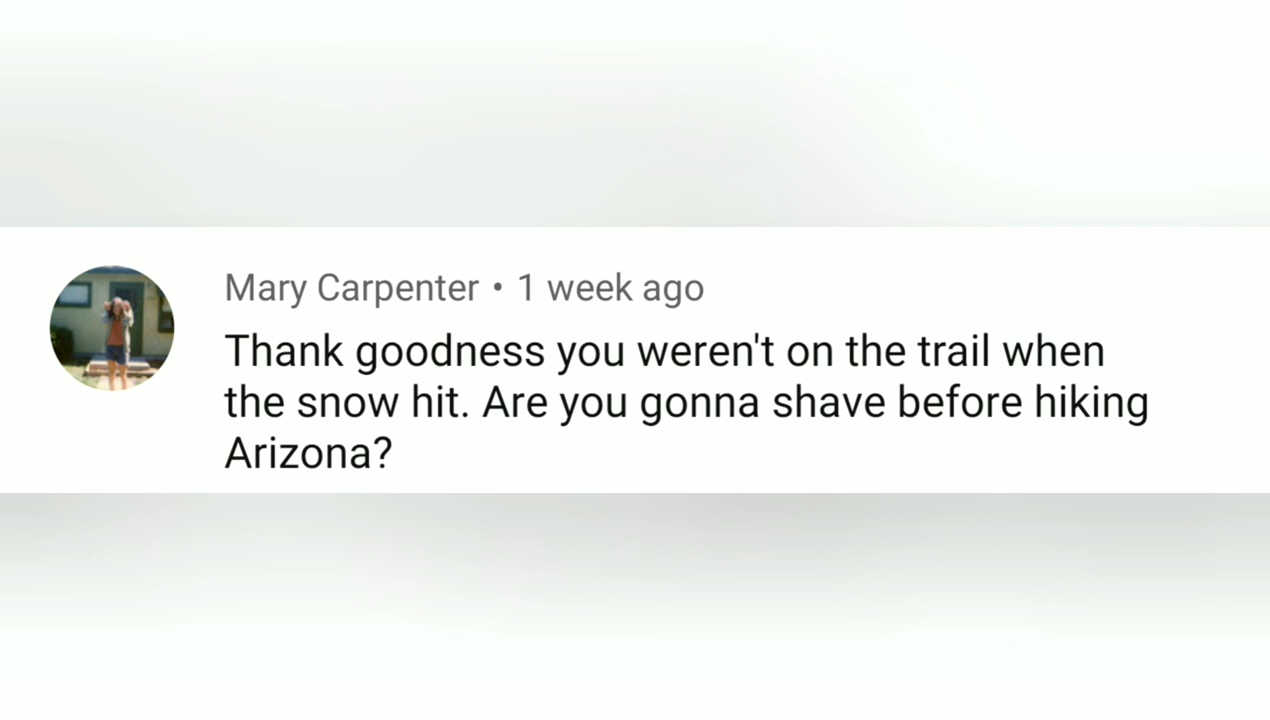 Mary Carpenter • 1 week ago
Thank goodness you weren't on the trail when
the snow hit. Are you gonna shave before hiking
Arizona?